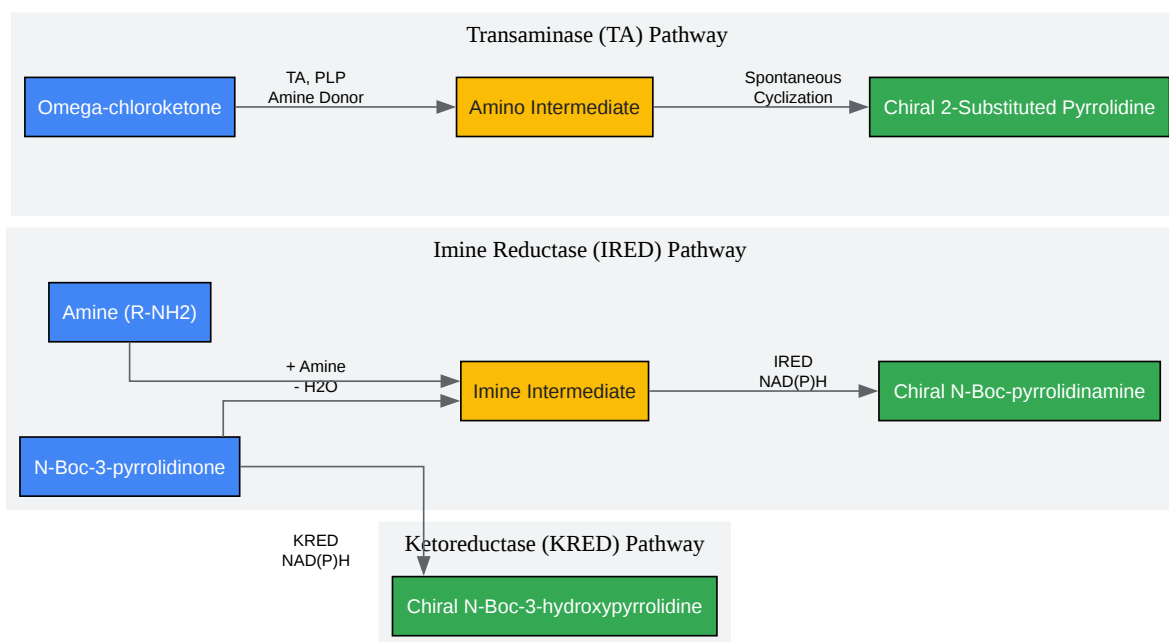 Transaminase (TA) Pathway
Omega-chloroketone
TA, PLP
Amine Donor
Amino Intermediate
Spontaneous
Cyclization
Chiral 2-Substituted Pyrrolidine
Imine Reductase (IRED) Pathway
Amine (R-NH2)
+ Amine
- H2O
Imine Intermediate
IRED
NAD(P)H
Chiral N-Boc-pyrrolidinamine
N-Boc-3-pyrrolidinone
KRED
NAD(P)H
Ketoreductase (KRED) Pathway
Chiral N-Boc-3-hydroxypyrrolidine